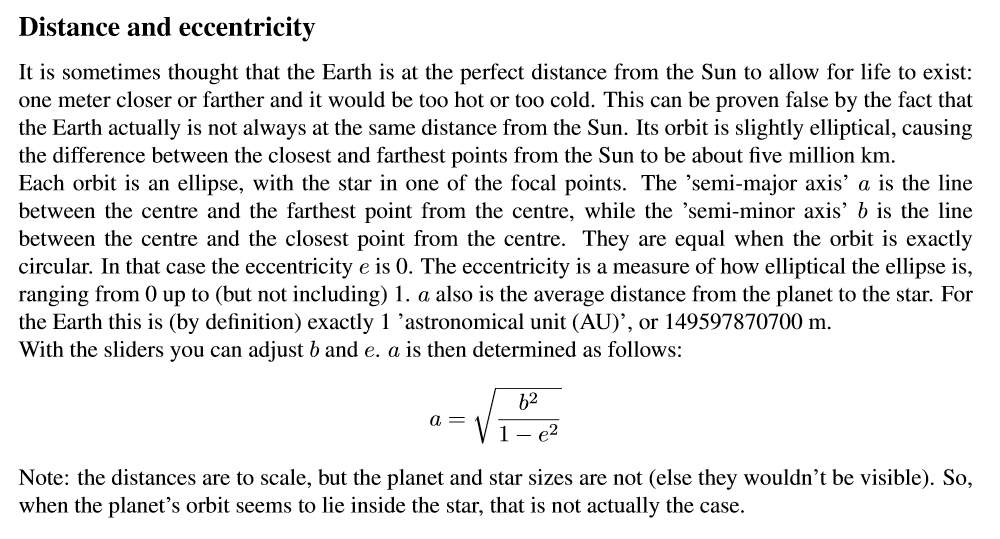 Distance and eccentricity
It is sometimes thought that the Earth is at the perfect distance from the Sun to allow for life to exist:
one meter closer or farther and it would be too hot or too cold. This can be proven false by the fact that
the Earth actually is not always at the same distance from the Sun. Its orbit is slightly elliptical, causing
the difference between the closest and farthest points from the Sun to be about five million km.
Each orbit is an ellipse, with the star in one of the focal points. The ’semi-major axis’ a is the line
between the centre and the farthest point from the centre, while the ’semi-minor axis’ b is the line
between the centre and the closest point from the centre. They are equal when the orbit is exactly
circular. In that case the eccentricity e is 0. The eccentricity is a measure of how elliptical the ellipse is,
ranging from 0 up to (but not including) 1. a also is the average distance from the planet to the star. For
the Earth this is (by definition) exactly 1 ’astronomical unit (AU)’, or 149597870700 m.
With the sliders you can adjust b and e. a is then determined as follows:
a = √(b²/(1 − e²))
Note: the distances are to scale, but the planet and star sizes are not (else they wouldn’t be visible). So,
when the planet’s orbit seems to lie inside the star, that is not actually the case.